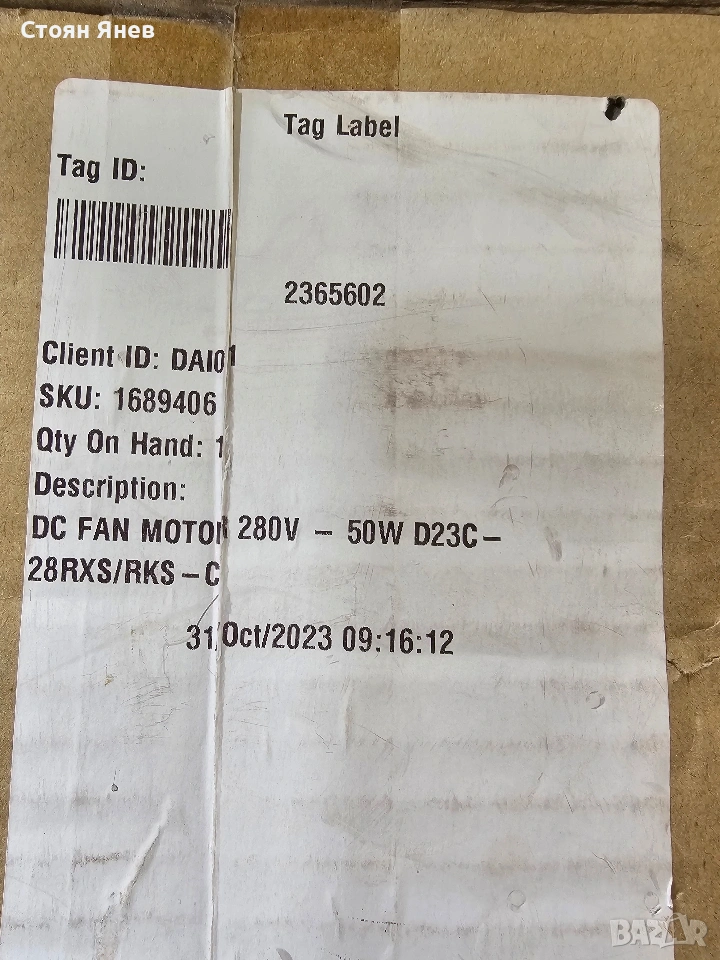 Стоян Янев
Tag Label
Tag ID:
2365602
Client ID: DAI01
SKU: 1689406
Qty On Hand: 1
Description:
DC FAN MOTOR 280V - 50W D23C-
28RXS/RKS-C
31/Oct/2023 09:16:12
BAZAR